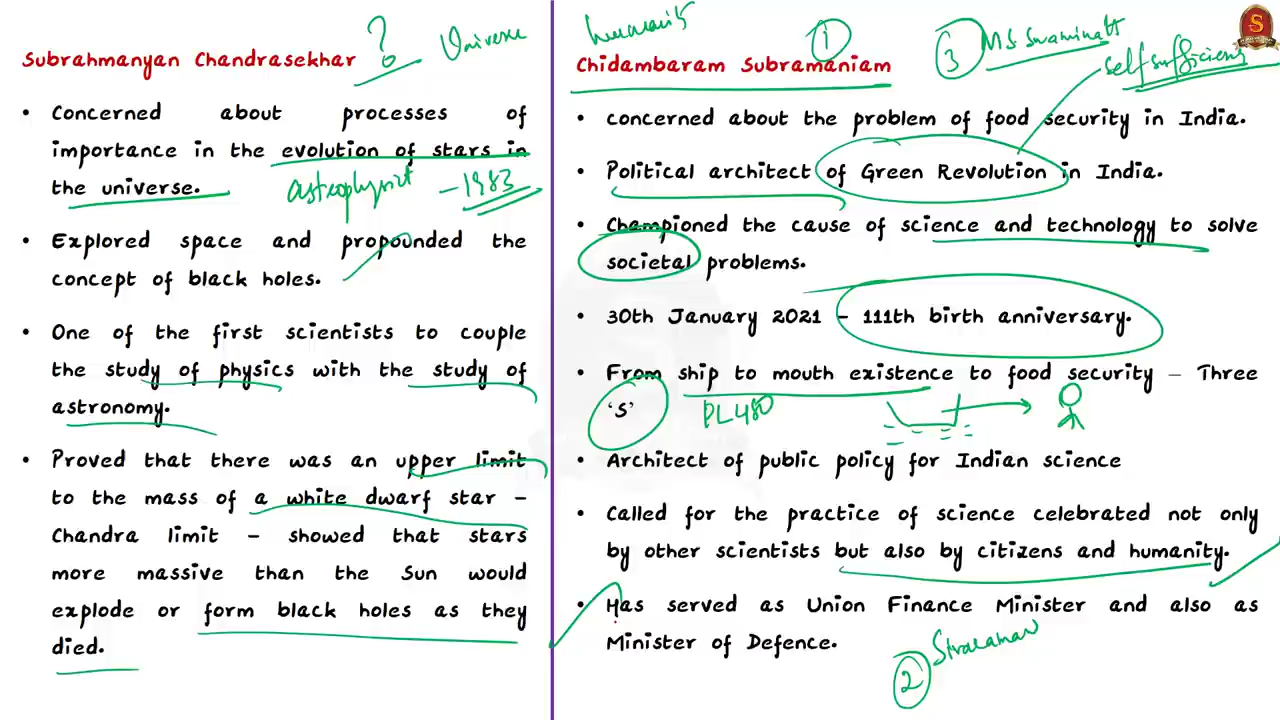 Subrahmanyan Chandrasekhar ?
Universe
• Concerned about processes of
importance in the evolution of stars in
the universe.
astrophysict - 1983
• Explored space and propounded the
concept of black holes.
• One of the first scientists to couple
the study of physics with the study of
astronomy.
• Proved that there was an upper limit
to the mass of a white dwarf star –
Chandra limit – showed that stars
more massive than the Sun would
explode or form black holes as they
died.
humanity
1
3 MS Swaminath
self sufficiency
Chidambaram Subramaniam
• concerned about the problem of food security in India.
• Political architect of Green Revolution in India.
• Championed the cause of science and technology to solve
societal problems.
• 30th January 2021 – 111th birth anniversary.
• From ship to mouth existence to food security – Three
'S'
PL480
• Architect of public policy for Indian science
• Called for the practice of science celebrated not only
by other scientists but also by citizens and humanity.
• Has served as Union Finance Minister and also as
Minister of Defence.
2
S